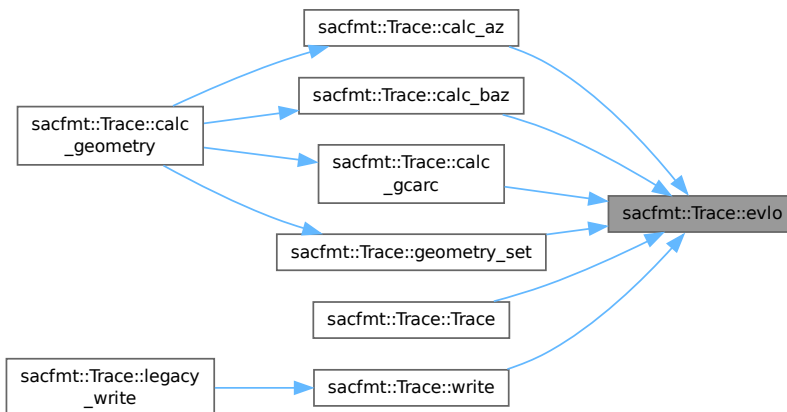 sacfmt::Trace::calc_az
sacfmt::Trace::calc_baz
sacfmt::Trace::calc
_geometry
sacfmt::Trace::calc
_gcarc
sacfmt::Trace::evlo
sacfmt::Trace::geometry_set
sacfmt::Trace::Trace
sacfmt::Trace::legacy
_write
sacfmt::Trace::write